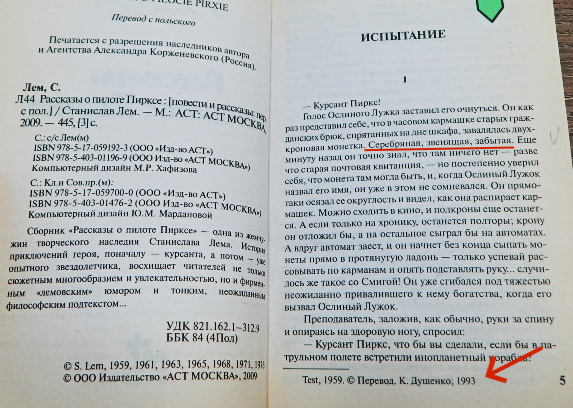 О ПИЛОТЕ PIRXIE
Перевод с польского
Печатается с разрешения наследников автора
и Агентства Александра Корженевского (Россия).
Лем, С.
Л44 Рассказы о пилоте Пирксе : [повести и рассказы: пер.
с пол.] / Станислав Лем. — М.: АСТ: АСТ МОСКВА,
2009. — 445, [3] с.
С.: с/с Лем(м)
ISBN 978-5-17-059192-3 (ООО «Изд-во АСТ»)
ISBN 978-5-403-01196-9 (ООО Изд-во «АСТ МОСКВА»)
Компьютерный дизайн М.Р. Хафизова
С.: Кл.и Сов.пр.(м):
ISBN 978-5-17-059700-0 (ООО «Изд-во АСТ»)
ISBN 978-5-403-01476-2 (ООО Изд-во «АСТ МОСКВА»)
Компьютерный дизайн Ю.М. Мардановой
Сборник «Рассказы о пилоте Пирксе» — одна из жемчу-
жин творческого наследия Станислава Лема. История
приключений героя, поначалу — курсанта, а потом — уже
опытного звездолетчика, восхищает читателей не только
сюжетным многообразием и увлекательностью, но и фирмен-
ным «лемовским» юмором и тонким, неожиданным
философским подтекстом...
УДК 821.162.1-312.9
ББК 84 (4Пол)
© S. Lem, 1959, 1961, 1963, 1965, 1968, 1971, 1973
© ООО Издательство «АСТ МОСКВА», 2009
ИСПЫТАНИЕ
1
— Курсант Пиркс!
Голос Ослиного Лужка заставил его очнуться. Он как
раз представил себе, что в часовом кармашке старых граж-
данских брюк, спрятанных на дне шкафа, завалялась двух-
кроновая монетка. Серебряная, звенящая, забытая. Еще
минуту назад он точно знал, что там ничего нет — разве
что старая почтовая квитанция, — но постепенно уверил
себя, что монета там могла быть, и, когда Ослиный Лужок
назвал его имя, он уже в этом не сомневался. Он прямо-
таки осязал ее округлость и видел, как она распирает кар-
машек. Можно сходить в кино, и полкроны еще останет-
ся. А если только на хронику, останется полторы; крону
он отложил бы, а на остальное сыграл бы на автоматах.
А вдруг автомат заест, и он начнет без конца сыпать мо-
неты прямо в протянутую ладонь — только успевай рас-
совывать по карманам и опять подставлять руку... случи-
лось же такое со Смигой! Он уже сгибался под тяжестью
неожиданно привалившего к нему богатства, когда его
вызвал Ослиный Лужок.
Преподаватель, заложив, как обычно, руки за спину
и опираясь на здоровую ногу, спросил:
— Курсант Пиркс, что бы вы сделали, если бы в па-
трульном полете встретили инопланетный корабль?
Test, 1959. © Перевод. К. Душенко, 1993
5